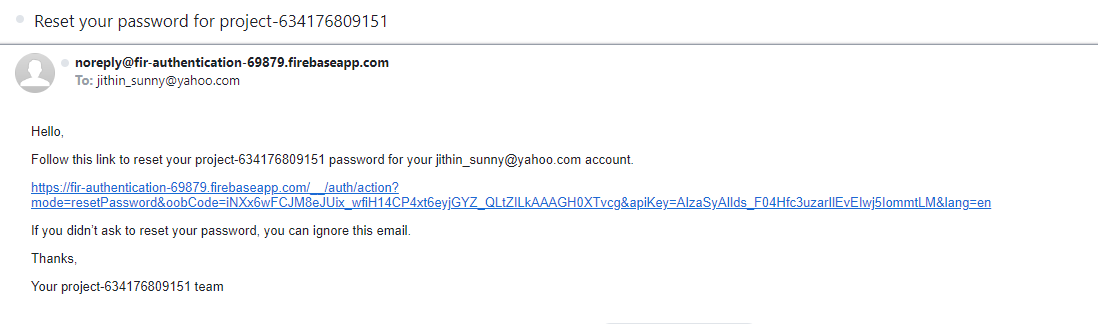 Reset your password for project-634176809151
noreply@fir-authentication-69879.firebaseapp.com
To: jithin_sunny@yahoo.com
Hello,
Follow this link to reset your project-634176809151 password for your jithin_sunny@yahoo.com account.
https://fir-authentication-69879.firebaseapp.com/__/auth/action?
mode=resetPassword&oobCode=iNXx6wFCJM8eJUix_wfiH14CP4xt6eyjGYZ_QLtZILkAAAGH0XTvcg&apiKey=AIzaSyAlIds_F04Hfc3uzarIlEvEIwj5IommtLM&lang=en
If you didn’t ask to reset your password, you can ignore this email.
Thanks,
Your project-634176809151 team